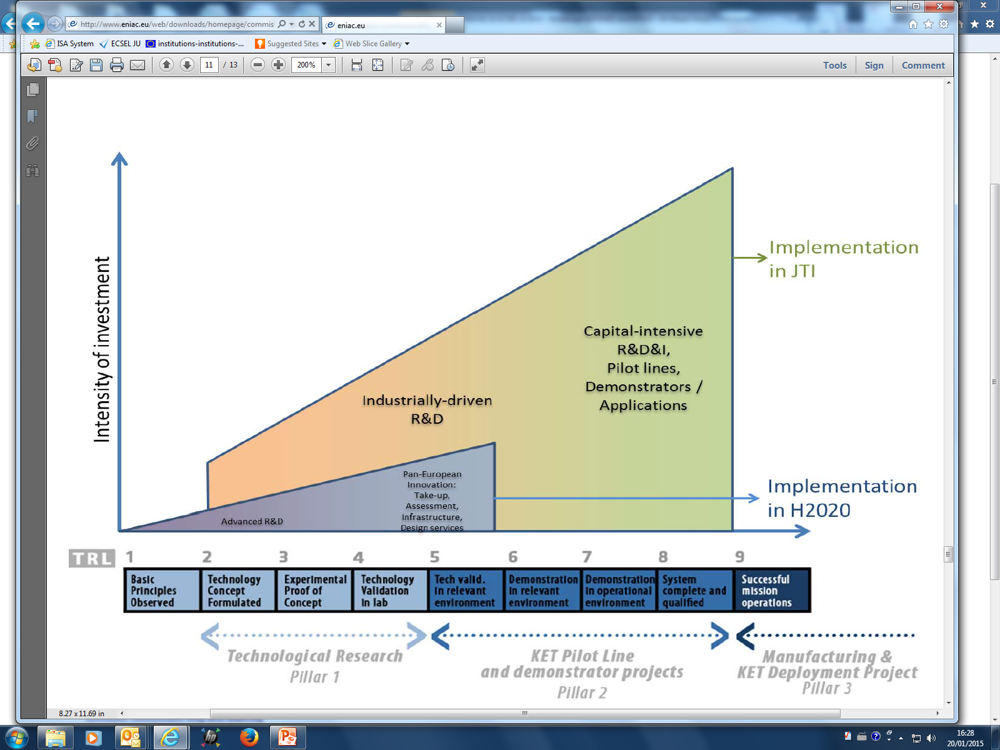 http://www.eniac.eu/web/downloads/homepage/commis
eniac.eu
ISA System
ECSEL JU
institutions-institutions-...
Suggested Sites
Web Slice Gallery
11 / 13
200%
Tools
Sign
Comment
Intensity of investment
Implementation
in JTI
Capital-intensive
R&D&I,
Pilot lines,
Demonstrators /
Applications
Industrially-driven
R&D
Pan-European
Innovation:
Take-up,
Assessment,
Infrastructure,
Design services
Advanced R&D
Implementation
in H2020
TRL 1 2 3 4 5 6 7 8 9
Basic
Principles
Observed
Technology
Concept
Formulated
Experimental
Proof of
Concept
Technology
Validation
in lab
Tech valid.
in relevant
environment
Demonstration
in relevant
environment
Demonstration
in operational
environment
System
complete and
qualified
Successful
mission
operations
Technological Research
Pillar 1
KET Pilot Line
and demonstrator projects
Pillar 2
Manufacturing &
KET Deployment Project
Pillar 3
8.27 x 11.69 in
hp
16:28
20/01/2015